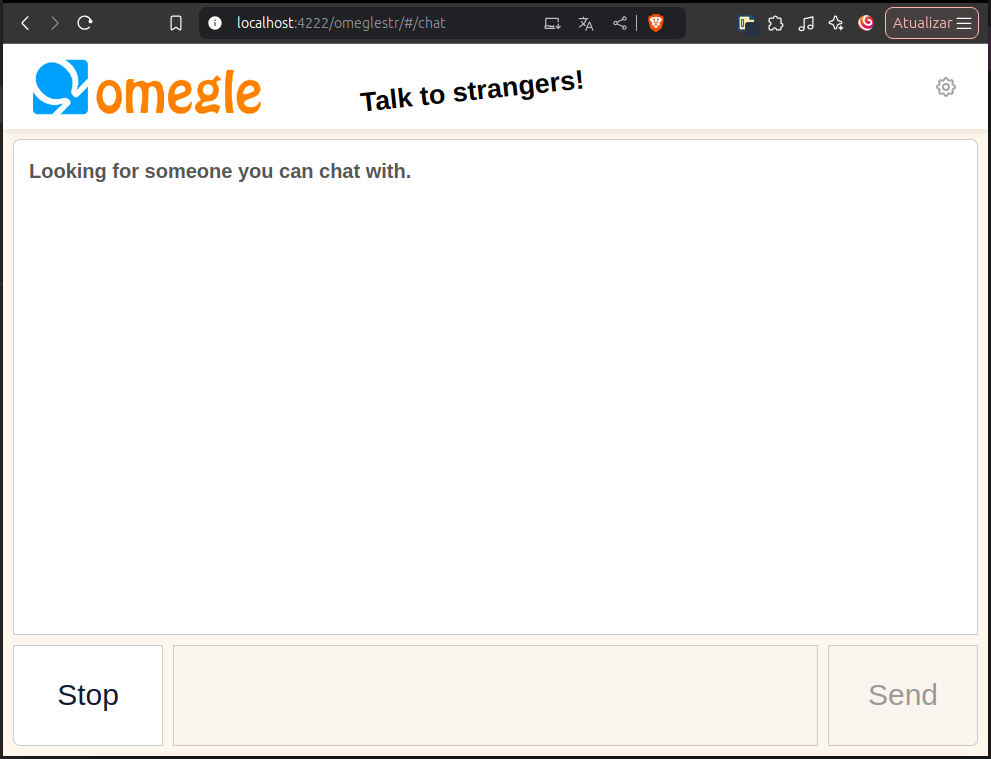 localhost:4222/omeglestr/#/chat
Atualizar
omegle
Talk to strangers!
Looking for someone you can chat with.
Stop
Send